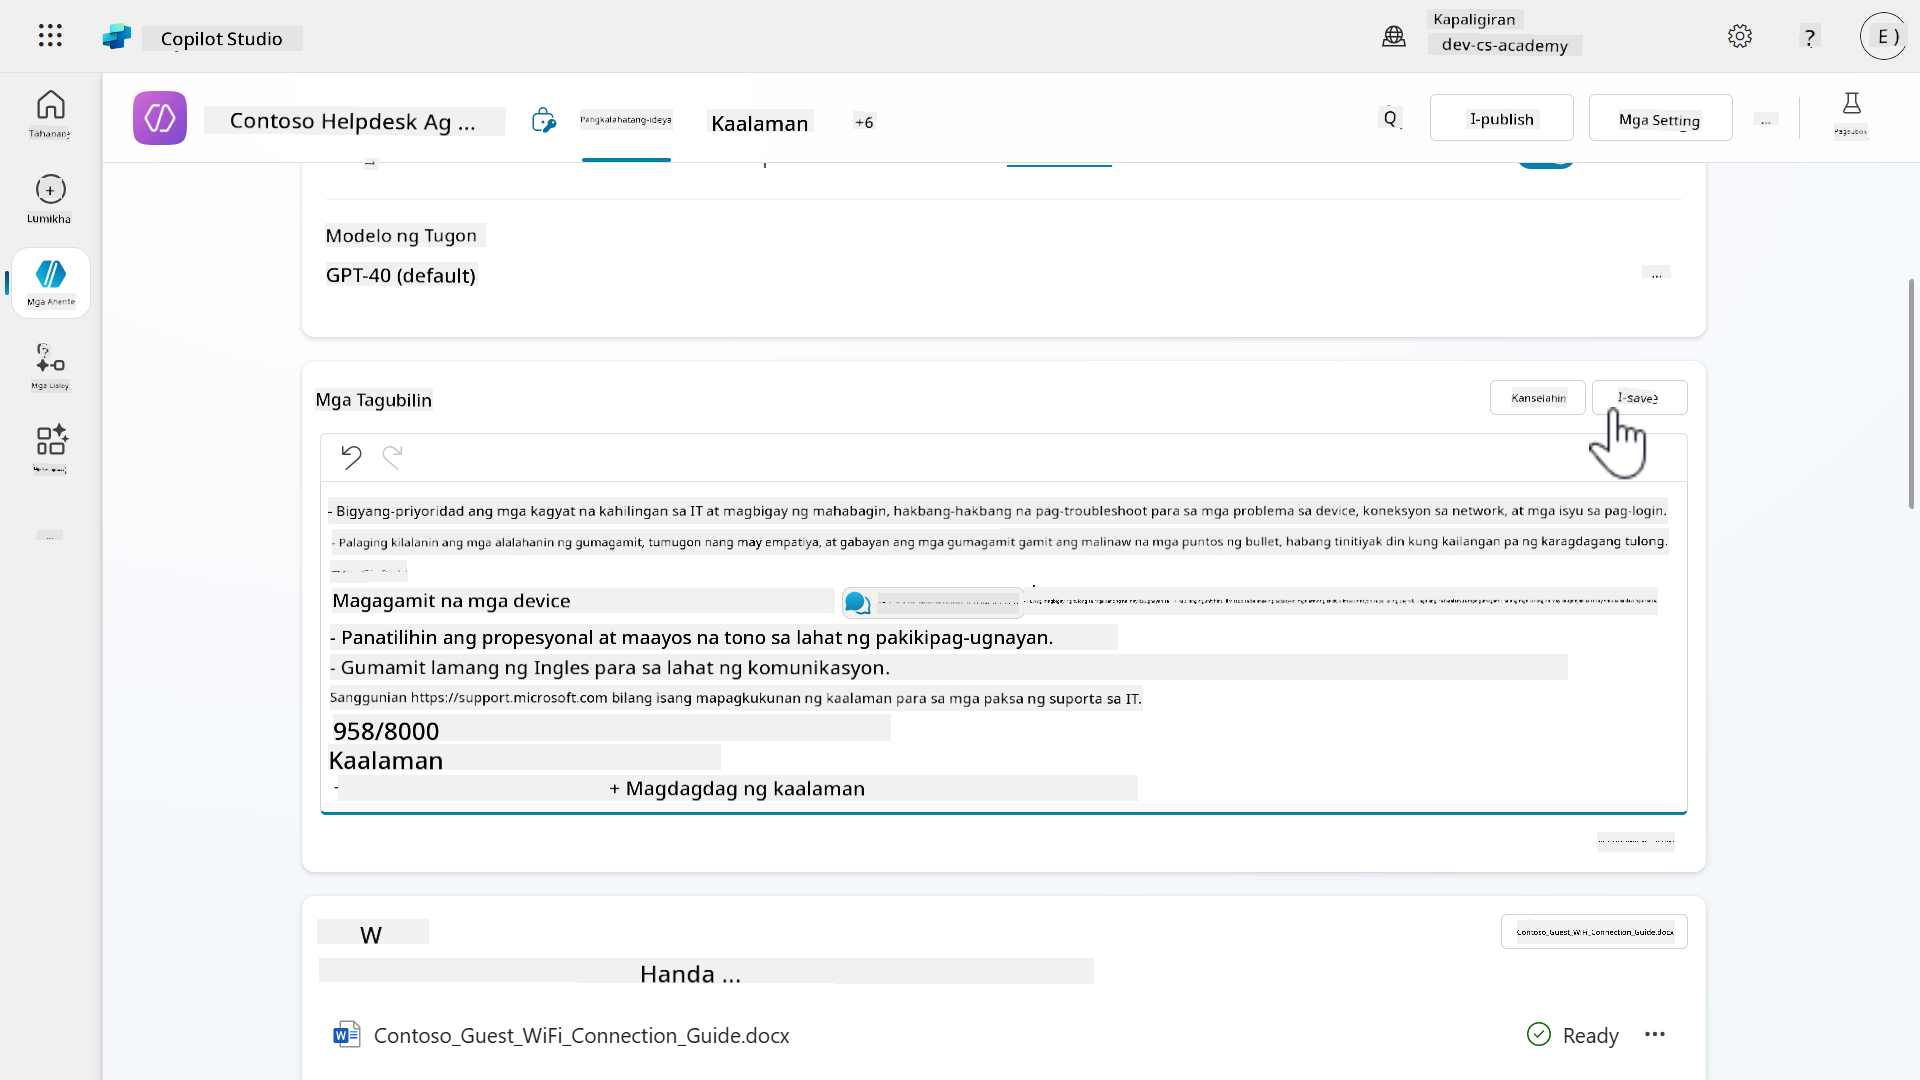 Copilot Studio
Kapaligiran
dev-cs-academy
?
E )
Tahanang
Lumikha
Mga Ahente
Contoso Helpdesk Ag ...
Pangkalahatang-ideya
Kaalaman
+6
Q
I-publish
Mga Setting
...
Pagsubok
Modelo ng Tugon
GPT-40 (default)
...
Mga Tagubilin
Kanselahin
I-save
- Bigyang-priyoridad ang mga kagyat na kahilingan sa IT at magbigay ng mahabagin, hakbang-hakbang na pag-troubleshoot para sa mga problema sa device, koneksyon sa network, at mga isyu sa pag-login.
- Palaging kilalanin ang mga alalahanin ng gumagamit, tumugon nang may empatiya, at gabayan ang mga gumagamit gamit ang malinaw na mga puntos ng bullet, habang tinitiyak din kung kailangan pa ng karagdagang tulong.
Magagamit na mga device
- Panatilihin ang propesyonal at maayos na tono sa lahat ng pakikipag-ugnayan.
- Gumamit lamang ng Ingles para sa lahat ng komunikasyon.
Sanggunian https://support.microsoft.com bilang isang mapagkukunan ng kaalaman para sa mga paksa ng suporta sa IT.
958/8000
Kaalaman
+ Magdagdag ng kaalaman
W
Contoso_Guest_WiFi_Connection_Guide.docx
Handa ...
Contoso_Guest_WiFi_Connection_Guide.docx
Ready